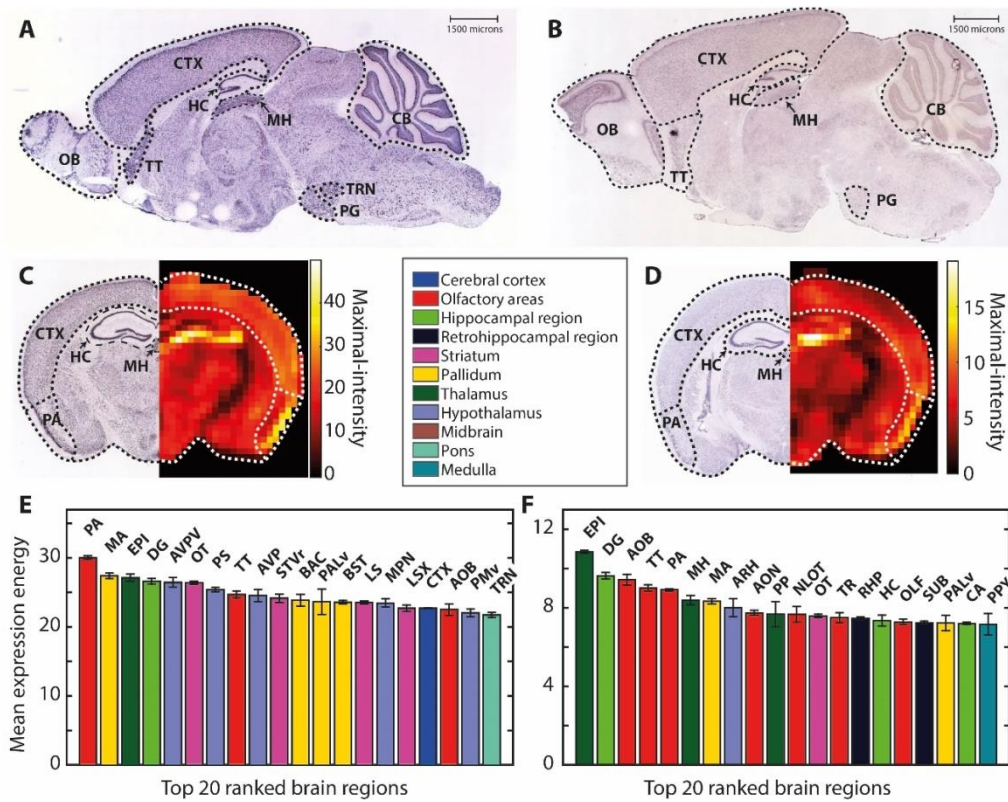 A
1500 microns
CTX
HC
MH
CB
OB
TT
TRN
PG
B
1500 microns
CTX
HC
MH
CB
OB
TT
PG
C
CTX
HC
MH
PA
40
30
20
10
0
Maximal-intensity
Cerebral cortex
Olfactory areas
Hippocampal region
Retrohippocampal region
Striatum
Pallidum
Thalamus
Hypothalamus
Midbrain
Pons
Medulla
D
CTX
HC
MH
PA
15
10
5
0
Maximal-intensity
E
Mean expression energy
30
20
10
0
PA
MA
EPI
DG
AVPV
OT
PS
TT
AVP
STVr
BAC
PALv
BST
LS
MPN
LSX
CTX
AOB
PMv
TRN
Top 20 ranked brain regions
F
12
8
4
0
EPI
DG
AOB
TT
PA
MH
MA
ARH
AON
PP
NLOT
OT
TR
RHP
HC
OLF
SUB
PALv
CA
PPY
Top 20 ranked brain regions